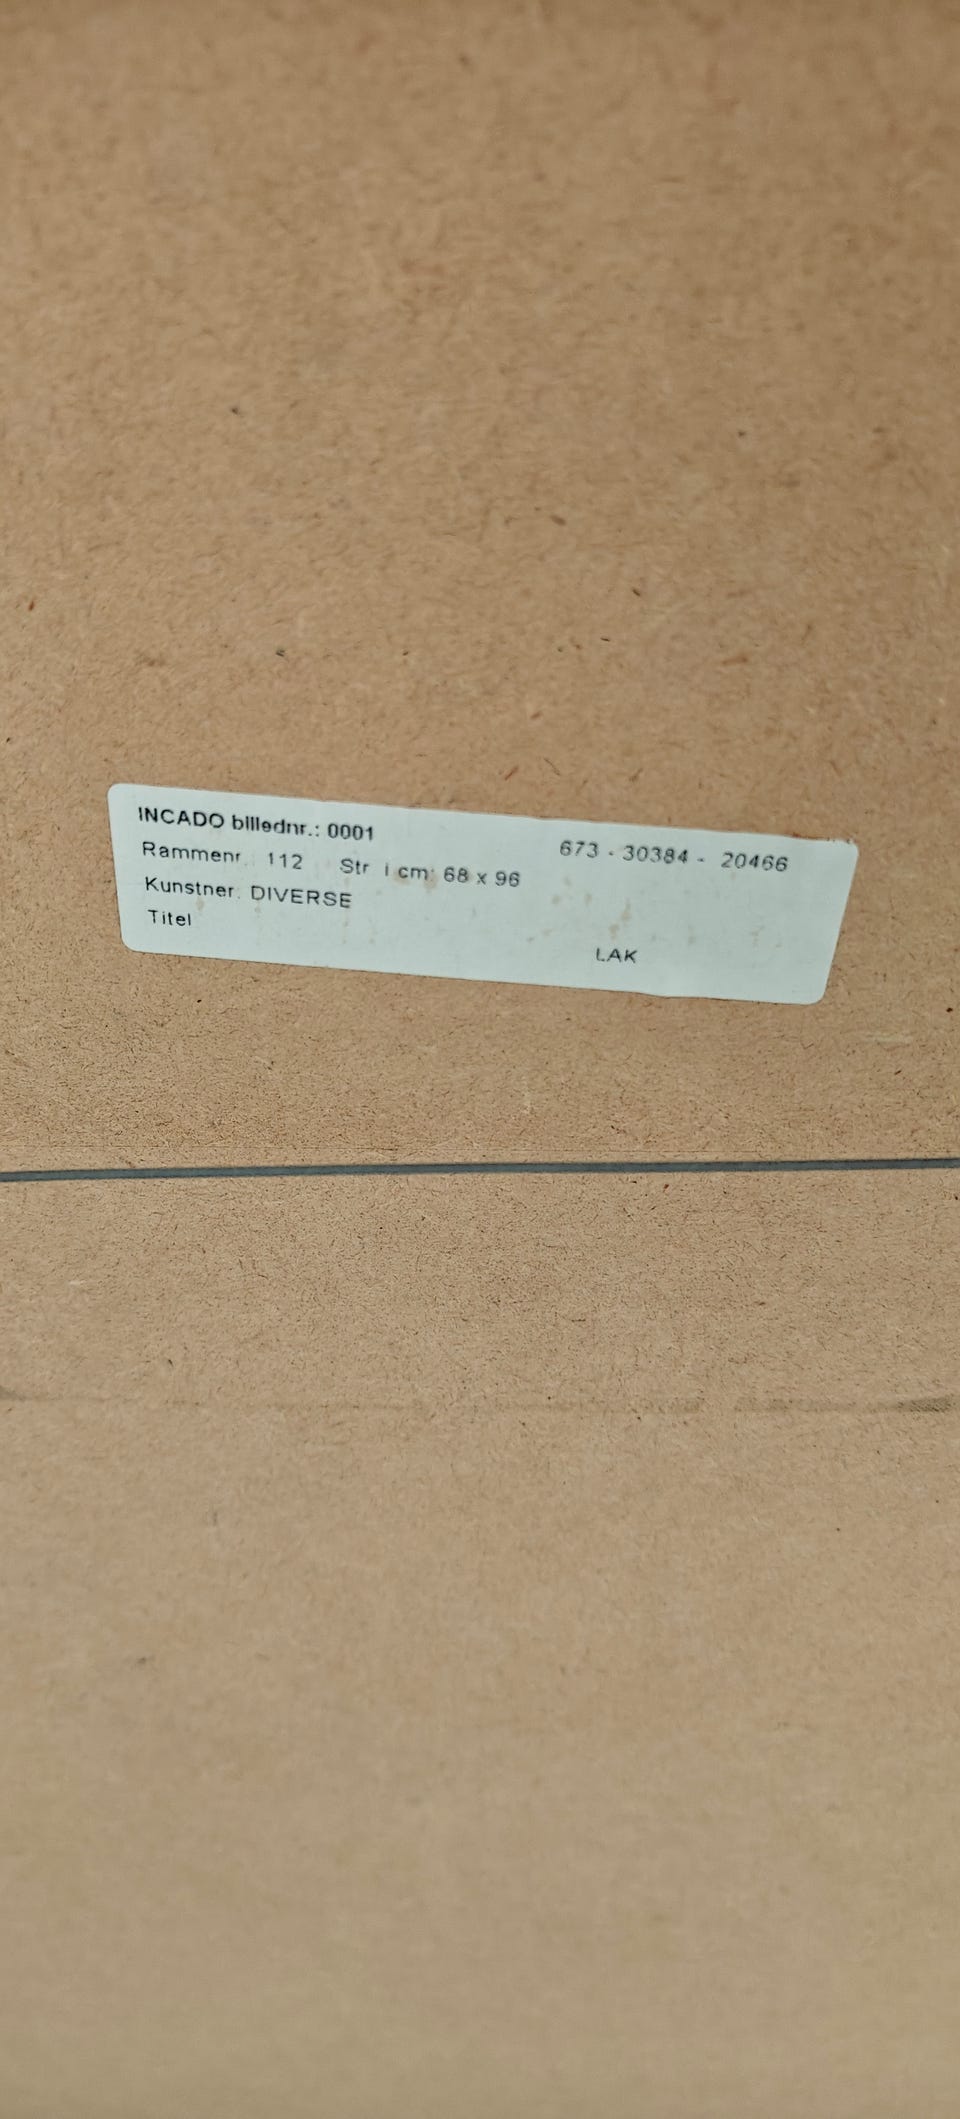 INCADO billednr.: 0001
673 - 30384 - 20466
Rammenr. 112 Str i cm: 68 x 96
Kunstner: DIVERSE
Titel
LAK